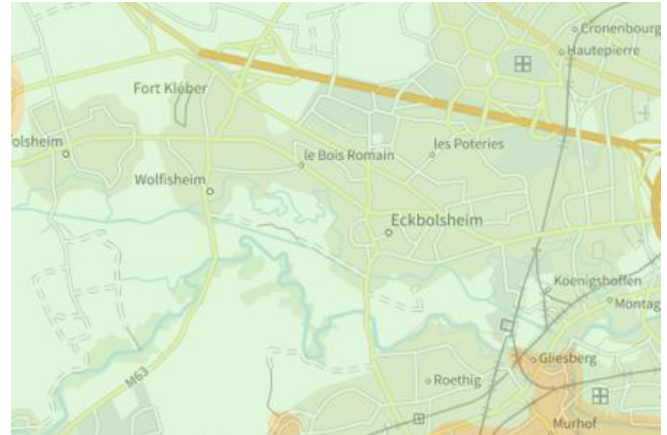 Cronenbourg
Hautepierre
Fort Kléber
olsheim
le Bois Romain
les Poteries
Wolfisheim
Eckbolsheim
Koenigshoffen
Montag
Gliesberg
M63
Roethig
Murhof